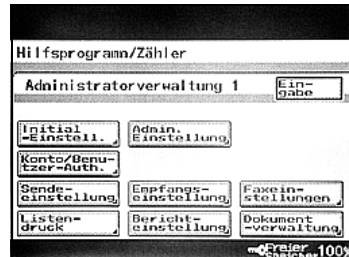 Hilfsprogramm/Zähler
Administratorverwaltung 1
Ein-
gabe
Initial
-Einstell.
Admin.
Einstellung
Konto/Benu-
tzer-Auth.
Sende-
einstellung
Empfangs-
einstellung
Faxein-
stellungen
Listen-
druck
Bericht-
einstellung
Dokument
-verwaltung
Freier
Speicher 100%